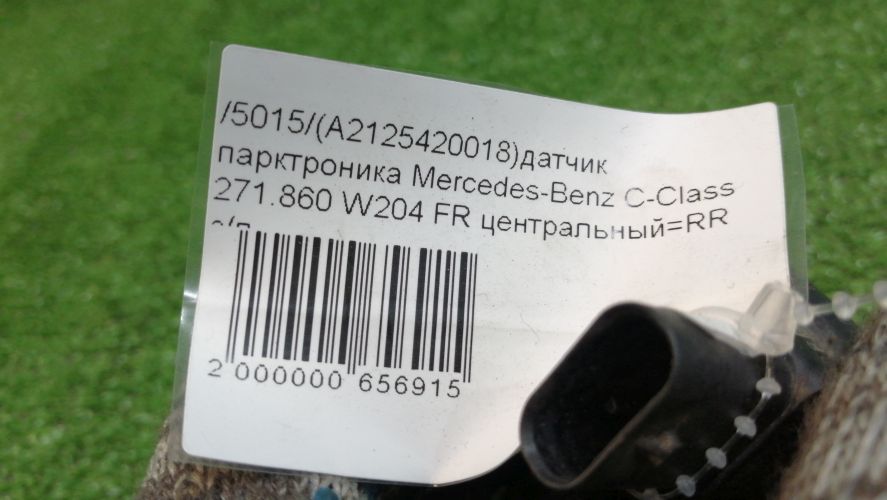 /5015/(A2125420018)датчик
парктроника Mercedes-Benz C-Class
271.860 W204 FR центральный=RR
2 000000 656915